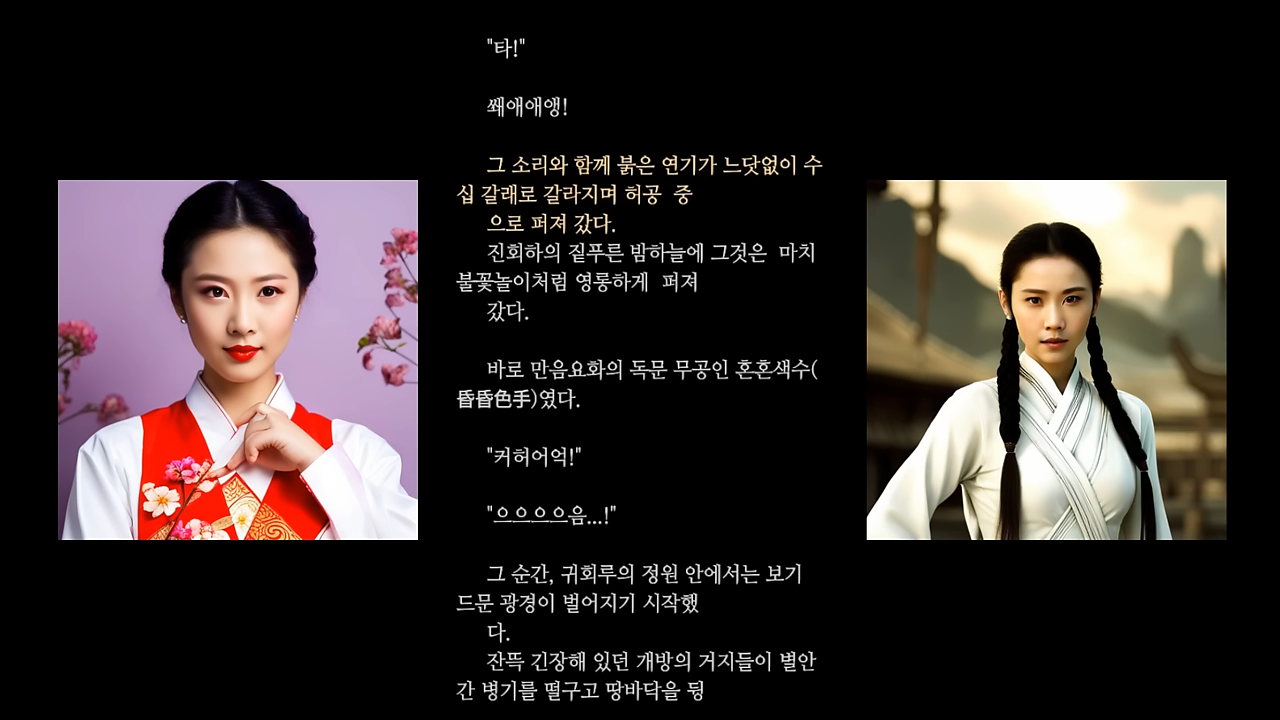 "타!"
쐐애애앵!
그 소리와 함께 붉은 연기가 느닷없이 수
십 갈래로 갈라지며 허공 중
으로 퍼져 갔다.
진회하의 짙푸른 밤하늘에 그것은 마치
불꽃놀이처럼 영롱하게 퍼져
갔다.
바로 만음요화의 독문 무공인 혼혼색수(
昏昏色手)였다.
"커허어억!"
"으으으으음...!"
그 순간, 귀회루의 정원 안에서는 보기
드문 광경이 벌어지기 시작했
다.
잔뜩 긴장해 있던 개방의 거지들이 별안
간 병기를 떨구고 땅바닥을 뒹